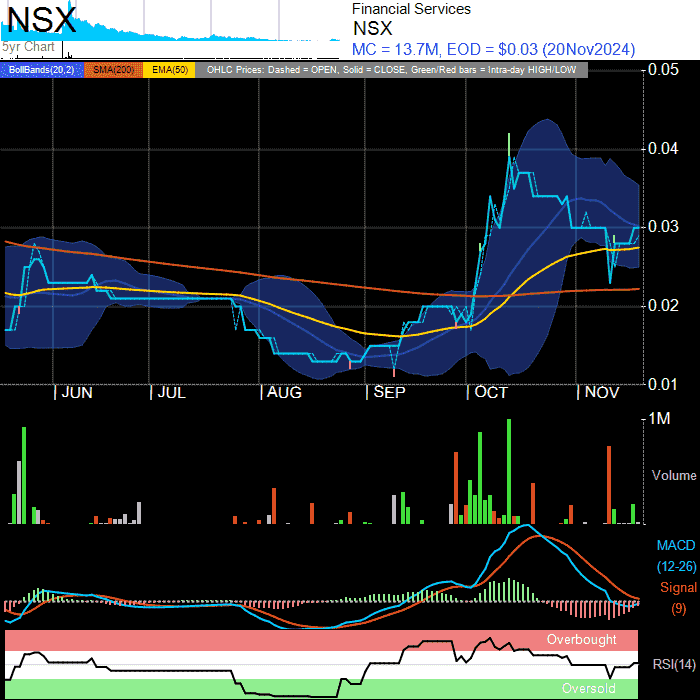 NSX
5yr Chart
Financial Services
NSX
MC = 13.7M, EOD = $0.03 (20Nov2024)
BollBands(20,2) SMA(200) EMA(50) OHLC Prices: Dashed = OPEN, Solid = CLOSE, Green/Red bars = Intra-day HIGH/LOW
0.05
0.04
0.03
0.02
0.01
JUN JUL AUG SEP OCT NOV
1M
Volume
MACD
(12-26)
Signal
(9)
Overbought
RSI(14)
Oversold